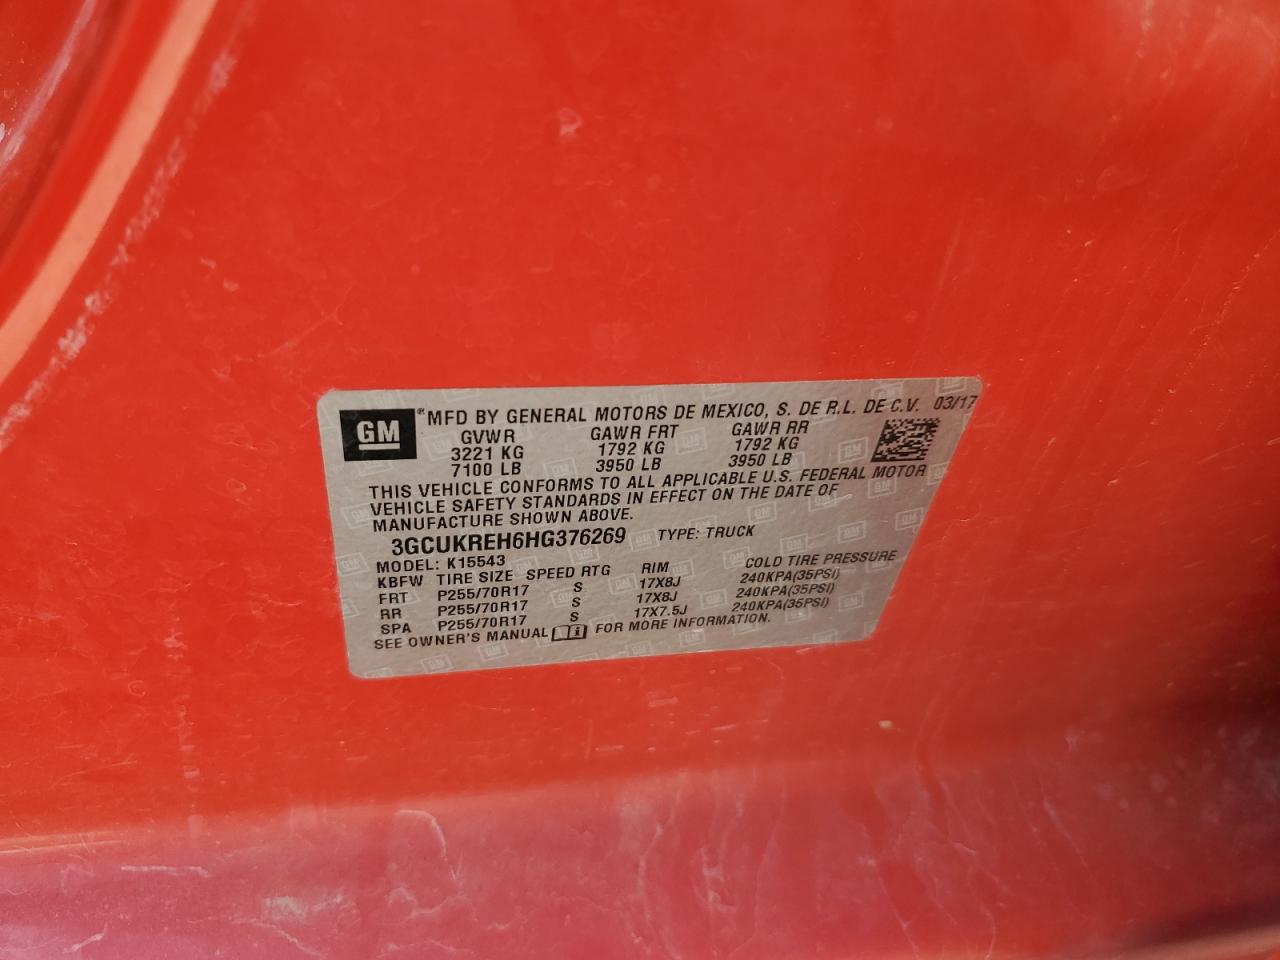 GM ® MFD BY GENERAL MOTORS DE MEXICO, S. DE R.L. DE C.V. 03/17
GVWR GAWR FRT GAWR RR
3221 KG 1792 KG 1792 KG
7100 LB 3950 LB 3950 LB
THIS VEHICLE CONFORMS TO ALL APPLICABLE U.S. FEDERAL MOTOR
VEHICLE SAFETY STANDARDS IN EFFECT ON THE DATE OF
MANUFACTURE SHOWN ABOVE.
3GCUKREH6HG376269 TYPE: TRUCK
MODEL: K15543
KBFW TIRE SIZE SPEED RTG RIM COLD TIRE PRESSURE
FRT P255/70R17 S 17X8J 240KPA(35PSI)
RR P255/70R17 S 17X8J 240KPA(35PSI)
SPA P255/70R17 S 17X7.5J 240KPA(35PSI)
SEE OWNER'S MANUAL FOR MORE INFORMATION.